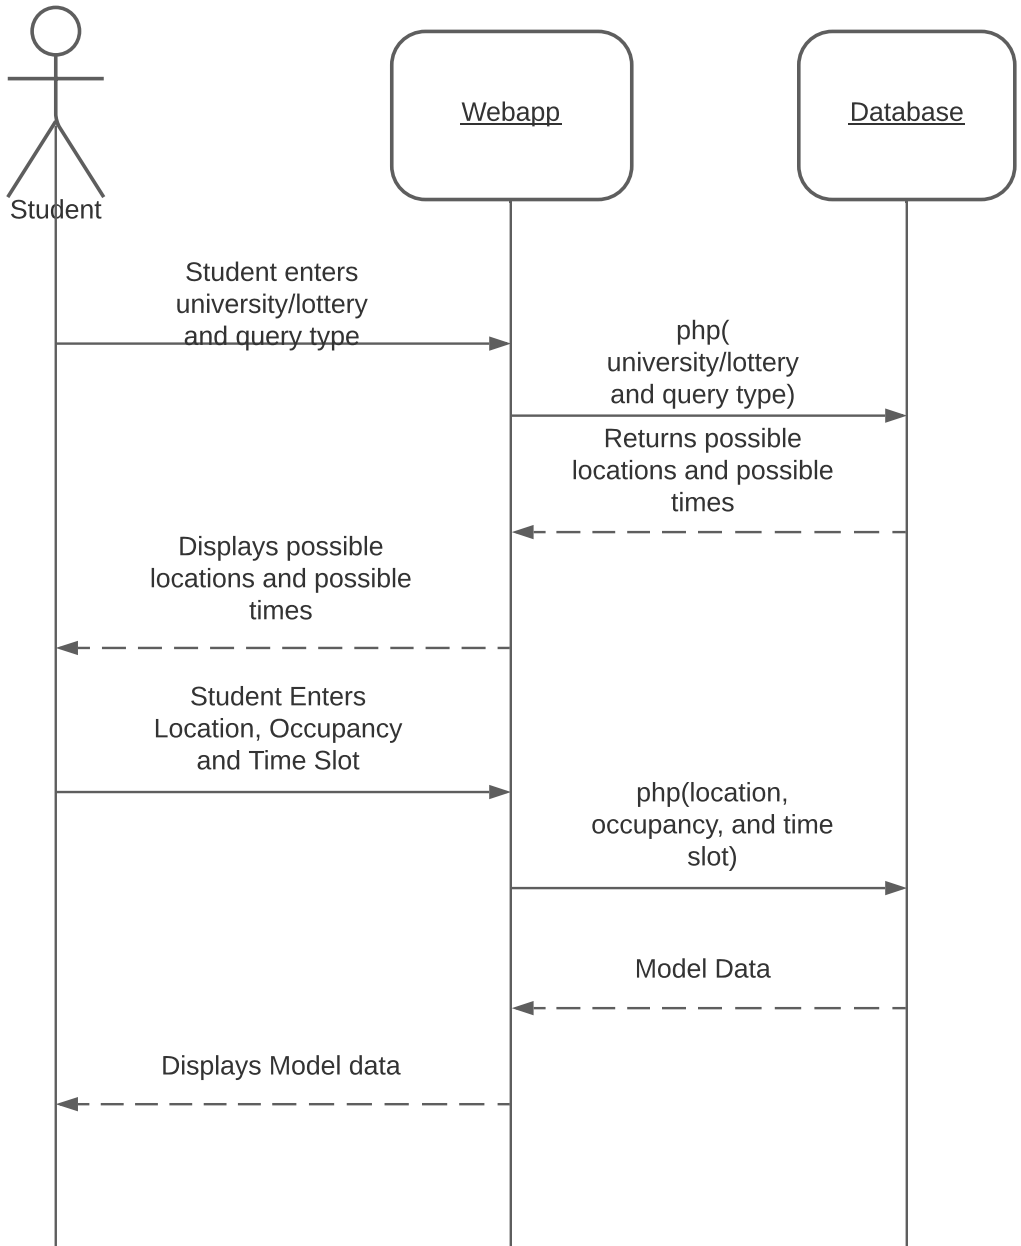 Webapp
Database
Student
Student enters
university/lottery
and query type
php(
university/lottery
and query type)
Returns possible
locations and possible
times
Displays possible
locations and possible
times
Student Enters
Location, Occupancy
and Time Slot
php(location,
occupancy, and time
slot)
Model Data
Displays Model data